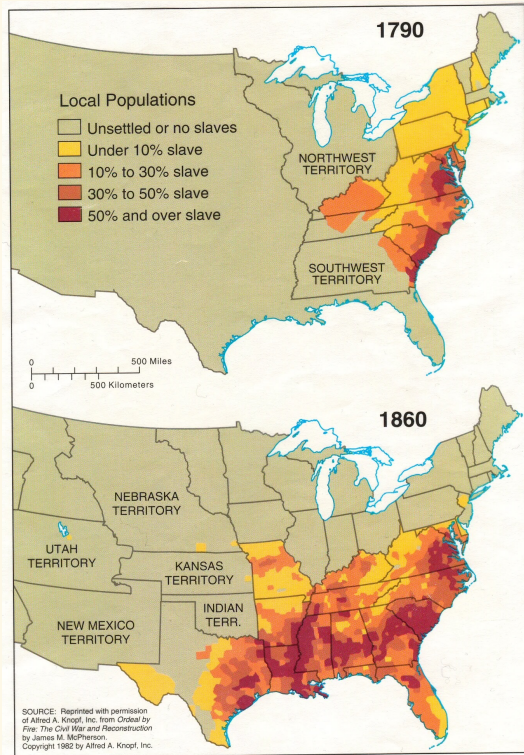 1790
Local Populations
Unsettled or no slaves
Under 10% slave
10% to 30% slave
30% to 50% slave
50% and over slave
NORTHWEST
TERRITORY
SOUTHWEST
TERRITORY
0 500 Miles
0 500 Kilometers
1860
NEBRASKA
TERRITORY
UTAH
TERRITORY
KANSAS
TERRITORY
INDIAN
TERR.
NEW MEXICO
TERRITORY
SOURCE: Reprinted with permission
of Alfred A. Knopf, Inc. from Ordeal by
Fire: The Civil War and Reconstruction
by James M. McPherson.
Copyright 1982 by Alfred A. Knopf, Inc.